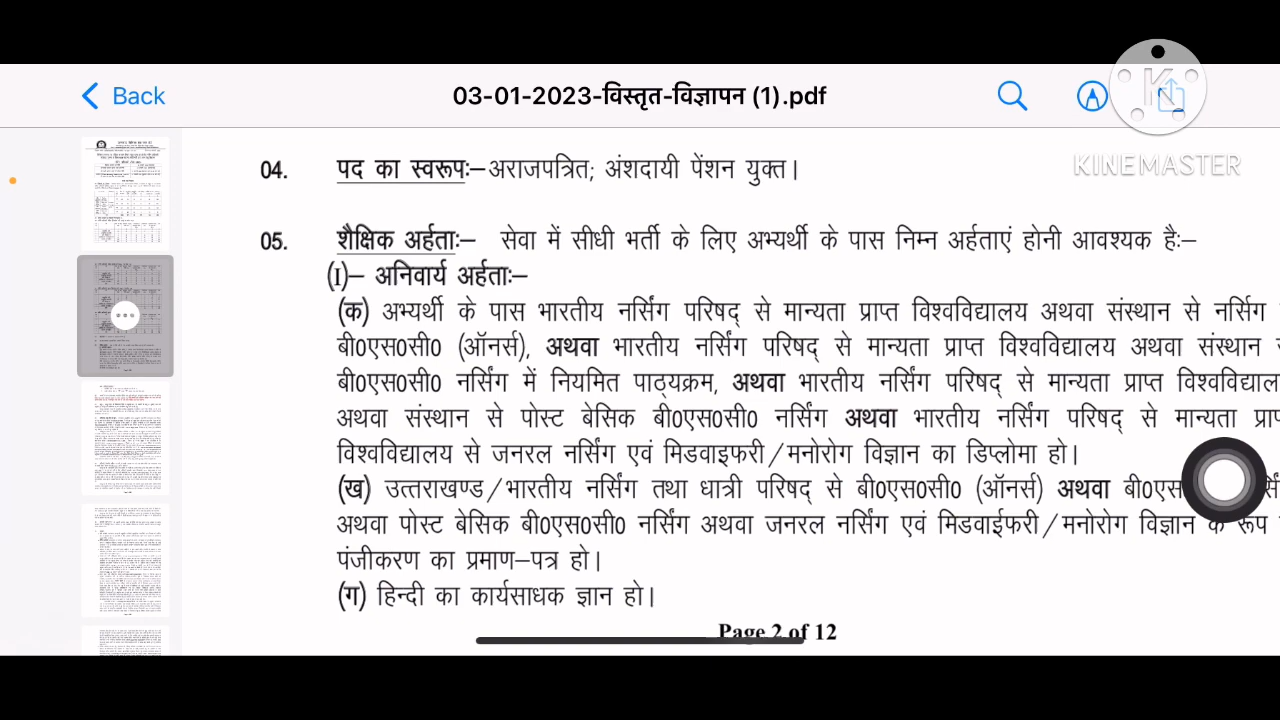 Back
03-01-2023-विस्तृत-विज्ञापन (1).pdf
KINEMASTER
04. पद का स्वरूपः–अराजपत्रित; अंशदायी पेंशन युक्त।
05. शैक्षिक अर्हताः– सेवा में सीधी भर्ती के लिए अभ्यर्थी के पास निम्न अर्हताएं होनी आवश्यक हैः–
(I)– अनिवार्य अर्हताः–
(क) अभ्यर्थी के पास भारतीय नर्सिंग परिषद् से मान्यता प्राप्त विश्वविद्यालय अथवा संस्थान से नर्सिग
बी0एस0सी0 (ऑनर्स), अथवा भारतीय नर्सिंग परिषद् से मान्यता प्राप्त विश्वविद्यालय अथवा संस्थान
बी0एस0सी0 नर्सिंग में नियमित पाठ्यक्रम, अथवा भारतीय नर्सिंग परिषद् से मान्यता प्राप्त
अथवा संस्थान से पोस्ट बेसिक बी0एस0सी0 नर्सिंग अथवा भारतीय नर्सिंग परिषद् से मान्यता
विश्वविद्यालय से जनरल नर्सिंग एवं मिडवाइफरी/मनोरोग विज्ञान का डिप्लोमा हो।
(ख) उत्तराखण्ड/भारतीय नर्सिंग तथा धात्री परिषद् से बी0एस0सी0 (ऑनर्स) अथवा
अथवा पोस्ट बेसिक बी0एस0सी0 नर्सिंग अथवा जनरल नर्सिंग एवं मिडवाईफरी/मनोरोग विज्ञान के रूप
पंजीकरण का प्रमाण–पत्र हो।
(ग) हिन्दी का कार्यसाधक ज्ञान हो।
Page 2 of 12